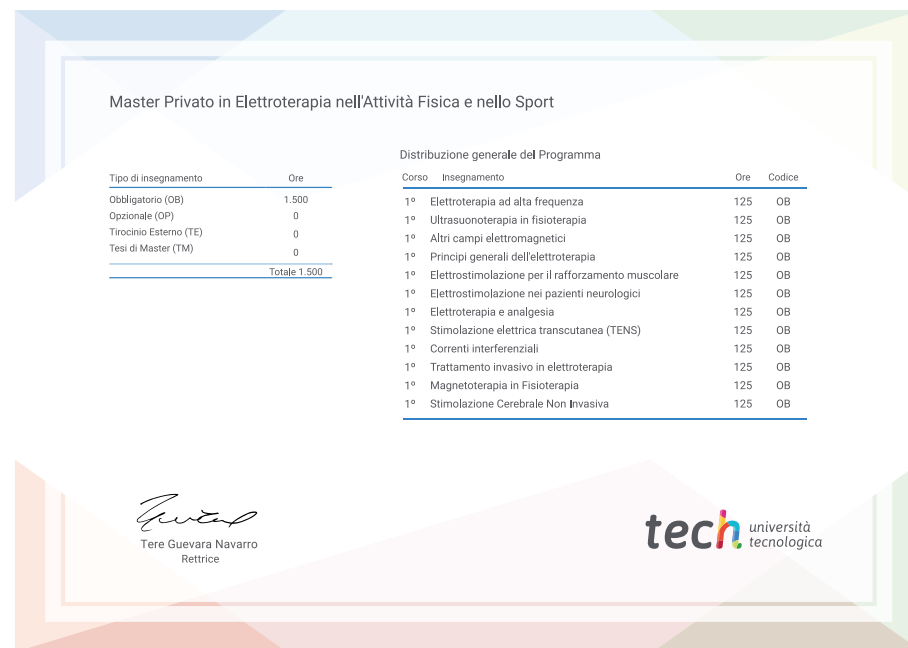 Master Privato in Elettroterapia nell'Attività Fisica e nello Sport
Tipo di insegnamento Ore
Obbligatorio (OB) 1.500
Opzionale (OP) 0
Tirocinio Esterno (TE) 0
Tesi di Master (TM) 0
Totale 1.500
Distribuzione generale del Programma
Corso Insegnamento Ore Codice
1º Elettroterapia ad alta frequenza 125 OB
1º Ultrasuonoterapia in fisioterapia 125 OB
1º Altri campi elettromagnetici 125 OB
1º Principi generali dell'elettroterapia 125 OB
1º Elettrostimolazione per il rafforzamento muscolare 125 OB
1º Elettrostimolazione nei pazienti neurologici 125 OB
1º Elettroterapia e analgesia 125 OB
1º Stimolazione elettrica transcutanea (TENS) 125 OB
1º Correnti interferenziali 125 OB
1º Trattamento invasivo in elettroterapia 125 OB
1º Magnetoterapia in Fisioterapia 125 OB
1º Stimolazione Cerebrale Non Invasiva 125 OB
Tere Guevara Navarro
Rettrice
tech università
tecnologica